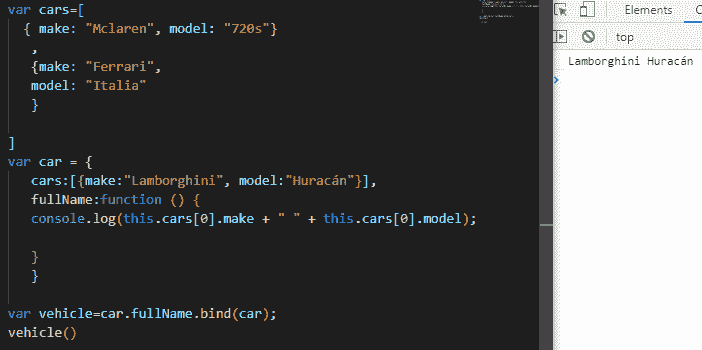 var cars=[
{ make: "Mclaren", model: "720s"}
,
{make: "Ferrari",
model: "Italia"
}
]
var car = {
cars:[{make:"Lamborghini", model:"Huracán"}],
fullName:function () {
console.log(this.cars[0].make + " " + this.cars[0].model);
}
}
var vehicle=car.fullName.bind(car);
vehicle()
Elements
top
Lamborghini Huracán